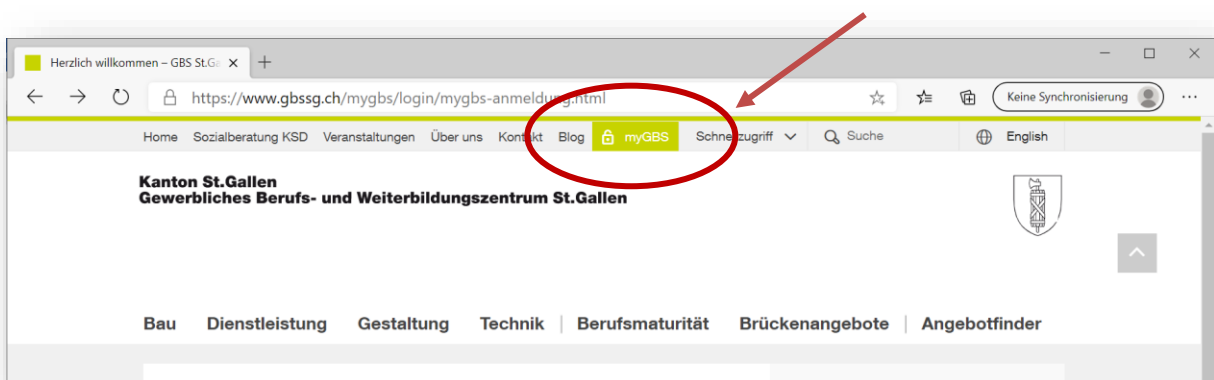 Herzlich willkommen – GBS St.Ga
https://www.gbssg.ch/mygbs/login/mygbs-anmeldung.html
Keine Synchronisierung
Home Sozialberatung KSD Veranstaltungen Über uns Kontakt Blog myGBS Schnellzugriff Suche English
Kanton St.Gallen
Gewerbliches Berufs- und Weiterbildungszentrum St.Gallen
Bau Dienstleistung Gestaltung Technik | Berufsmaturität Brückenangebote | Angebotfinder